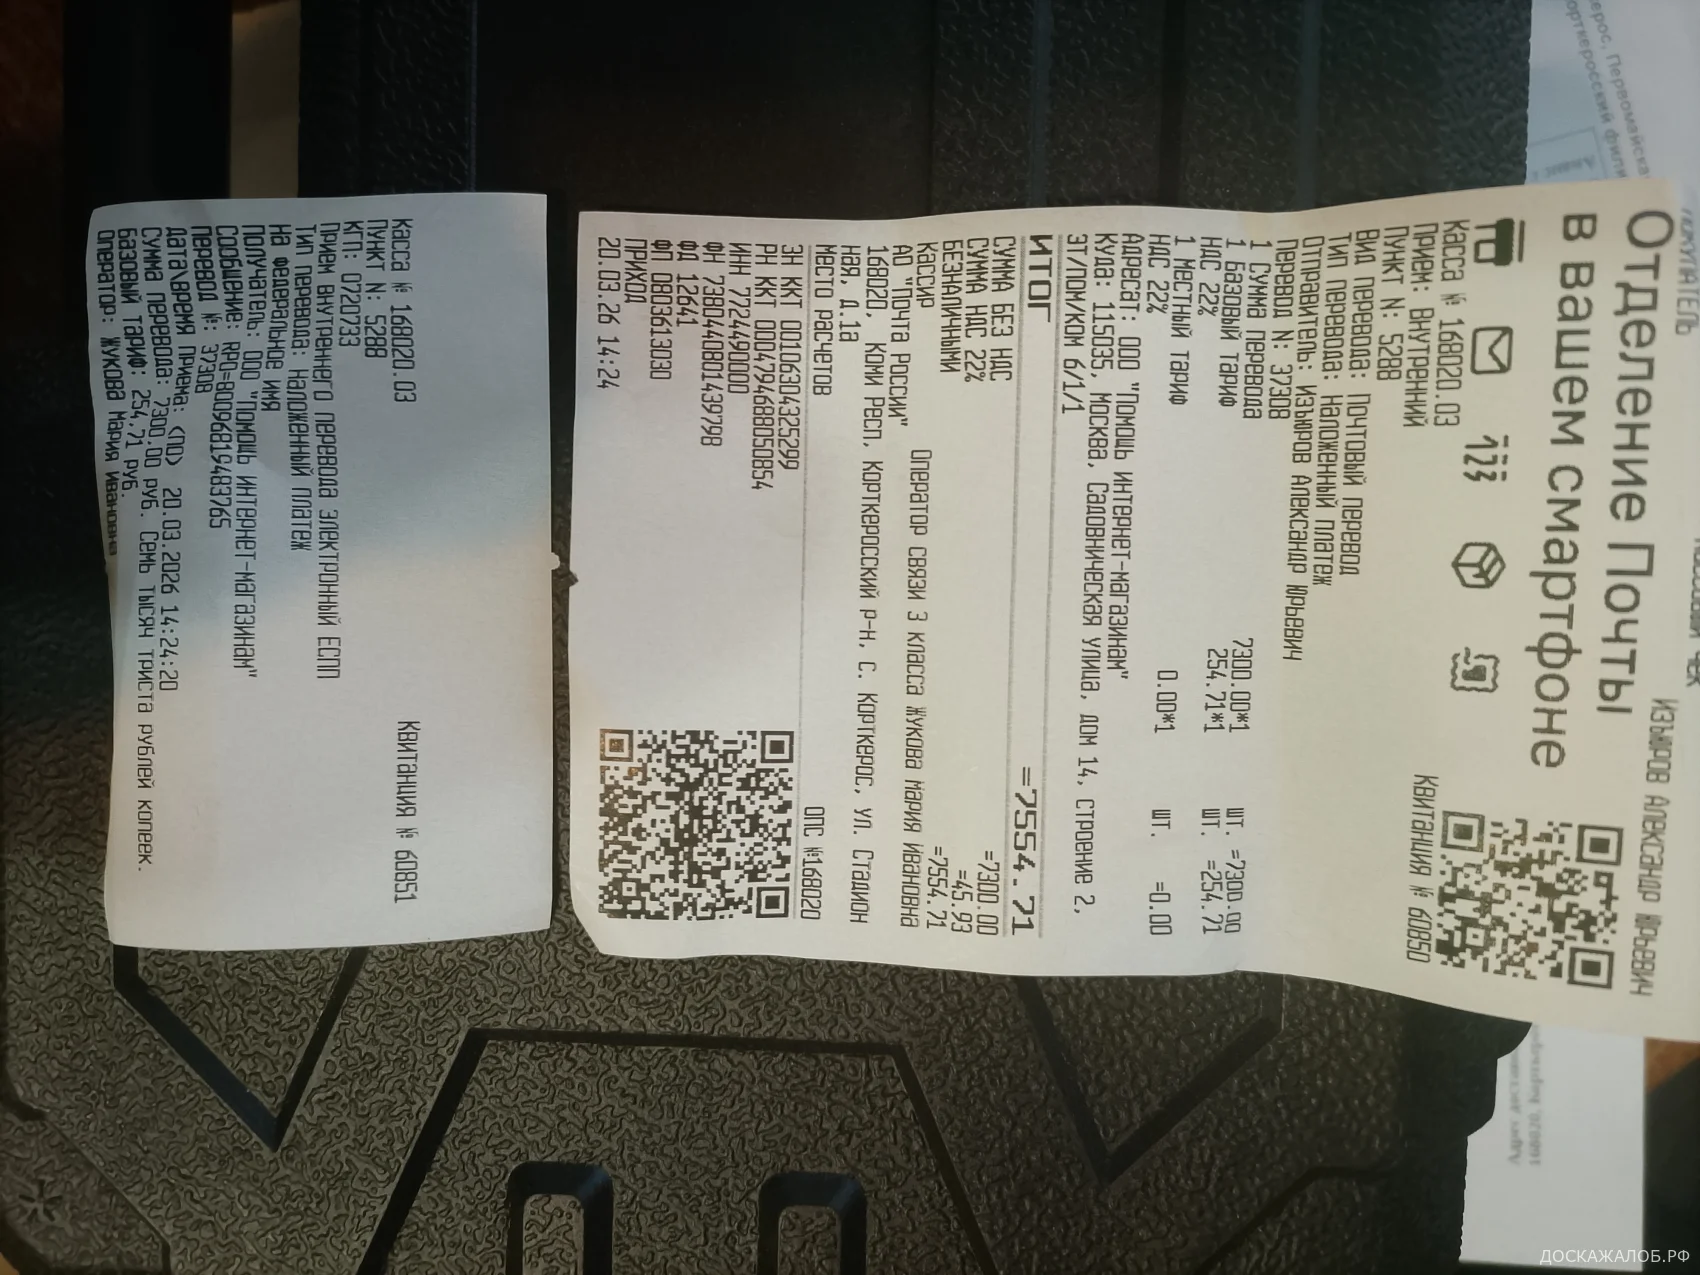 Отделение Почты
в вашем смартфоне
ИЗЪЮРОВ АЛЕКСАНДР ЮРЬЕВИЧ
Касса № 168020.03
КВИТАНЦИЯ № 60850
Прием: ВНУТРЕННИЙ
ПУНКТ N: 5288
Вид перевода: ПОЧТОВЫЙ ПЕРЕВОД
Тип перевода: НАЛОЖЕННЫЙ ПЛАТЕЖ
Отправитель: ИЗЪЮРОВ АЛЕКСАНДР ЮРЬЕВИЧ
Перевод N: 37308
1 СУММА ПЕРЕВОДА
7300.00*1 ШТ. =7300.00
1 БАЗОВЫЙ ТАРИФ 254.71*1 ШТ. =254.71
НДС 22%
1 МЕСТНЫЙ ТАРИФ 0.00*1 ШТ. =0.00
НДС 22%
Адресат: ООО "ПОМОЩЬ ИНТЕРНЕТ-МАГАЗИНАМ"
Куда: 115035, МОСКВА, Садовническая улица, дом 14, строение 2,
ЭТ/ПОМ/КОМ 6/1/1
ИТОГ =7554.71
СУММА БЕЗ НДС =7300.00
СУММА НДС 22% =45.93
БЕЗНАЛИЧНЫМИ =7554.71
Кассир Оператор связи 3 класса Жукова Мария Ивановна
АО "Почта России"
168020, Коми Респ, Корткеросский р-н, с. Корткерос, ул. Стадион
ная, д.1а
МЕСТО РАСЧЕТОВ ОПС №168020
ЗН ККТ 00106304325299
РН ККТ 0004794688050854
ИНН 7724490000
ФН 7380440801439798
ФД 12641
ФП 0803613030
ПРИХОД
20.03.26 14:24
Касса № 168020.03 КВИТАНЦИЯ № 60851
ПУНКТ N: 5288
КГП: 0720733
Прием внутреннего перевода ЭЛЕКТРОННЫЙ ЕСПП
Тип перевода: НАЛОЖЕННЫЙ ПЛАТЕЖ
На федеральное имя
Получатель: ООО "ПОМОЩЬ ИНТЕРНЕТ-МАГАЗИНАМ"
Сообщение: RPO=80096819483765
Перевод №: 37308
Дата\время приема: (ПО) 20.03.2026 14:24:20
Сумма перевода: 7300.00 руб. Семь тысяч триста рублей копеек.
Базовый тариф: 254,71 руб.
Оператор: Жукова Мария Ивановна
ДОСКАЖАЛОБ.РФ